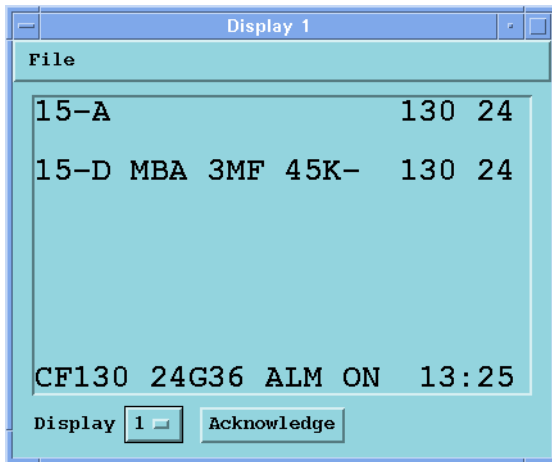 Display 1
File
15-A 130 24
15-D MBA 3MF 45K- 130 24
CF130 24G36 ALM ON 13:25
Display 1 Acknowledge